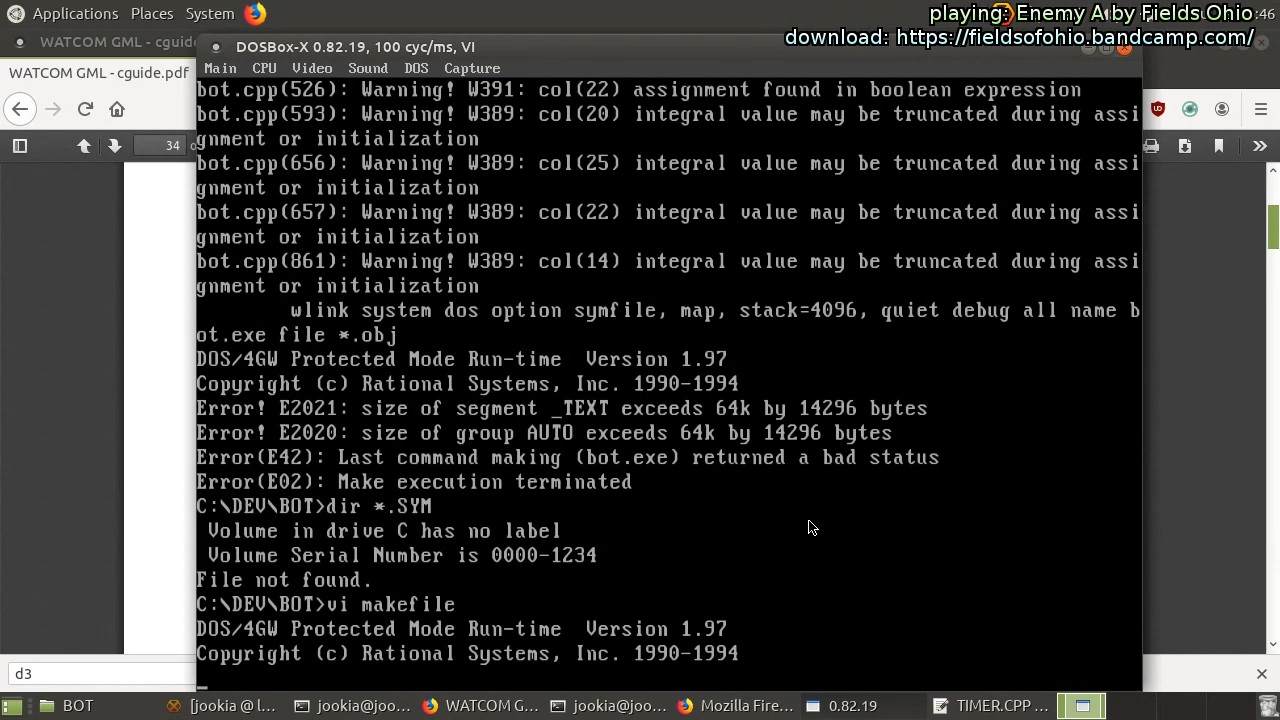 Applications Places System
:46
playing: Enemy A by Fields Ohio
download: https://fieldsofohio.bandcamp.com/
WATCOM GML - cguide
DOSBox-X 0.82.19, 100 cyc/ms, VI
WATCOM GML - cguide.pdf
Main CPU Video Sound DOS Capture
34 o
bot.cpp(526): Warning! W391: col(22) assignment found in boolean expression
bot.cpp(593): Warning! W389: col(20) integral value may be truncated during assi
gnment or initialization
bot.cpp(656): Warning! W389: col(25) integral value may be truncated during assi
gnment or initialization
bot.cpp(657): Warning! W389: col(22) integral value may be truncated during assi
gnment or initialization
bot.cpp(861): Warning! W389: col(14) integral value may be truncated during assi
gnment or initialization
wlink system dos option symfile, map, stack=4096, quiet debug all name b
ot.exe file *.obj
DOS/4GW Protected Mode Run-time Version 1.97
Copyright (c) Rational Systems, Inc. 1990-1994
Error! E2021: size of segment _TEXT exceeds 64k by 14296 bytes
Error! E2020: size of group AUTO exceeds 64k by 14296 bytes
Error(E42): Last command making (bot.exe) returned a bad status
Error(E02): Make execution terminated
C:\DEV\BOT>dir *.SYM
Volume in drive C has no label
Volume Serial Number is 0000-1234
File not found.
C:\DEV\BOT>vi makefile
DOS/4GW Protected Mode Run-time Version 1.97
Copyright (c) Rational Systems, Inc. 1990-1994
d3
BOT [jookia @ l... jookia@joo... WATCOM G... jookia@joo... Mozilla Fire... 0.82.19 TIMER.CPP ...